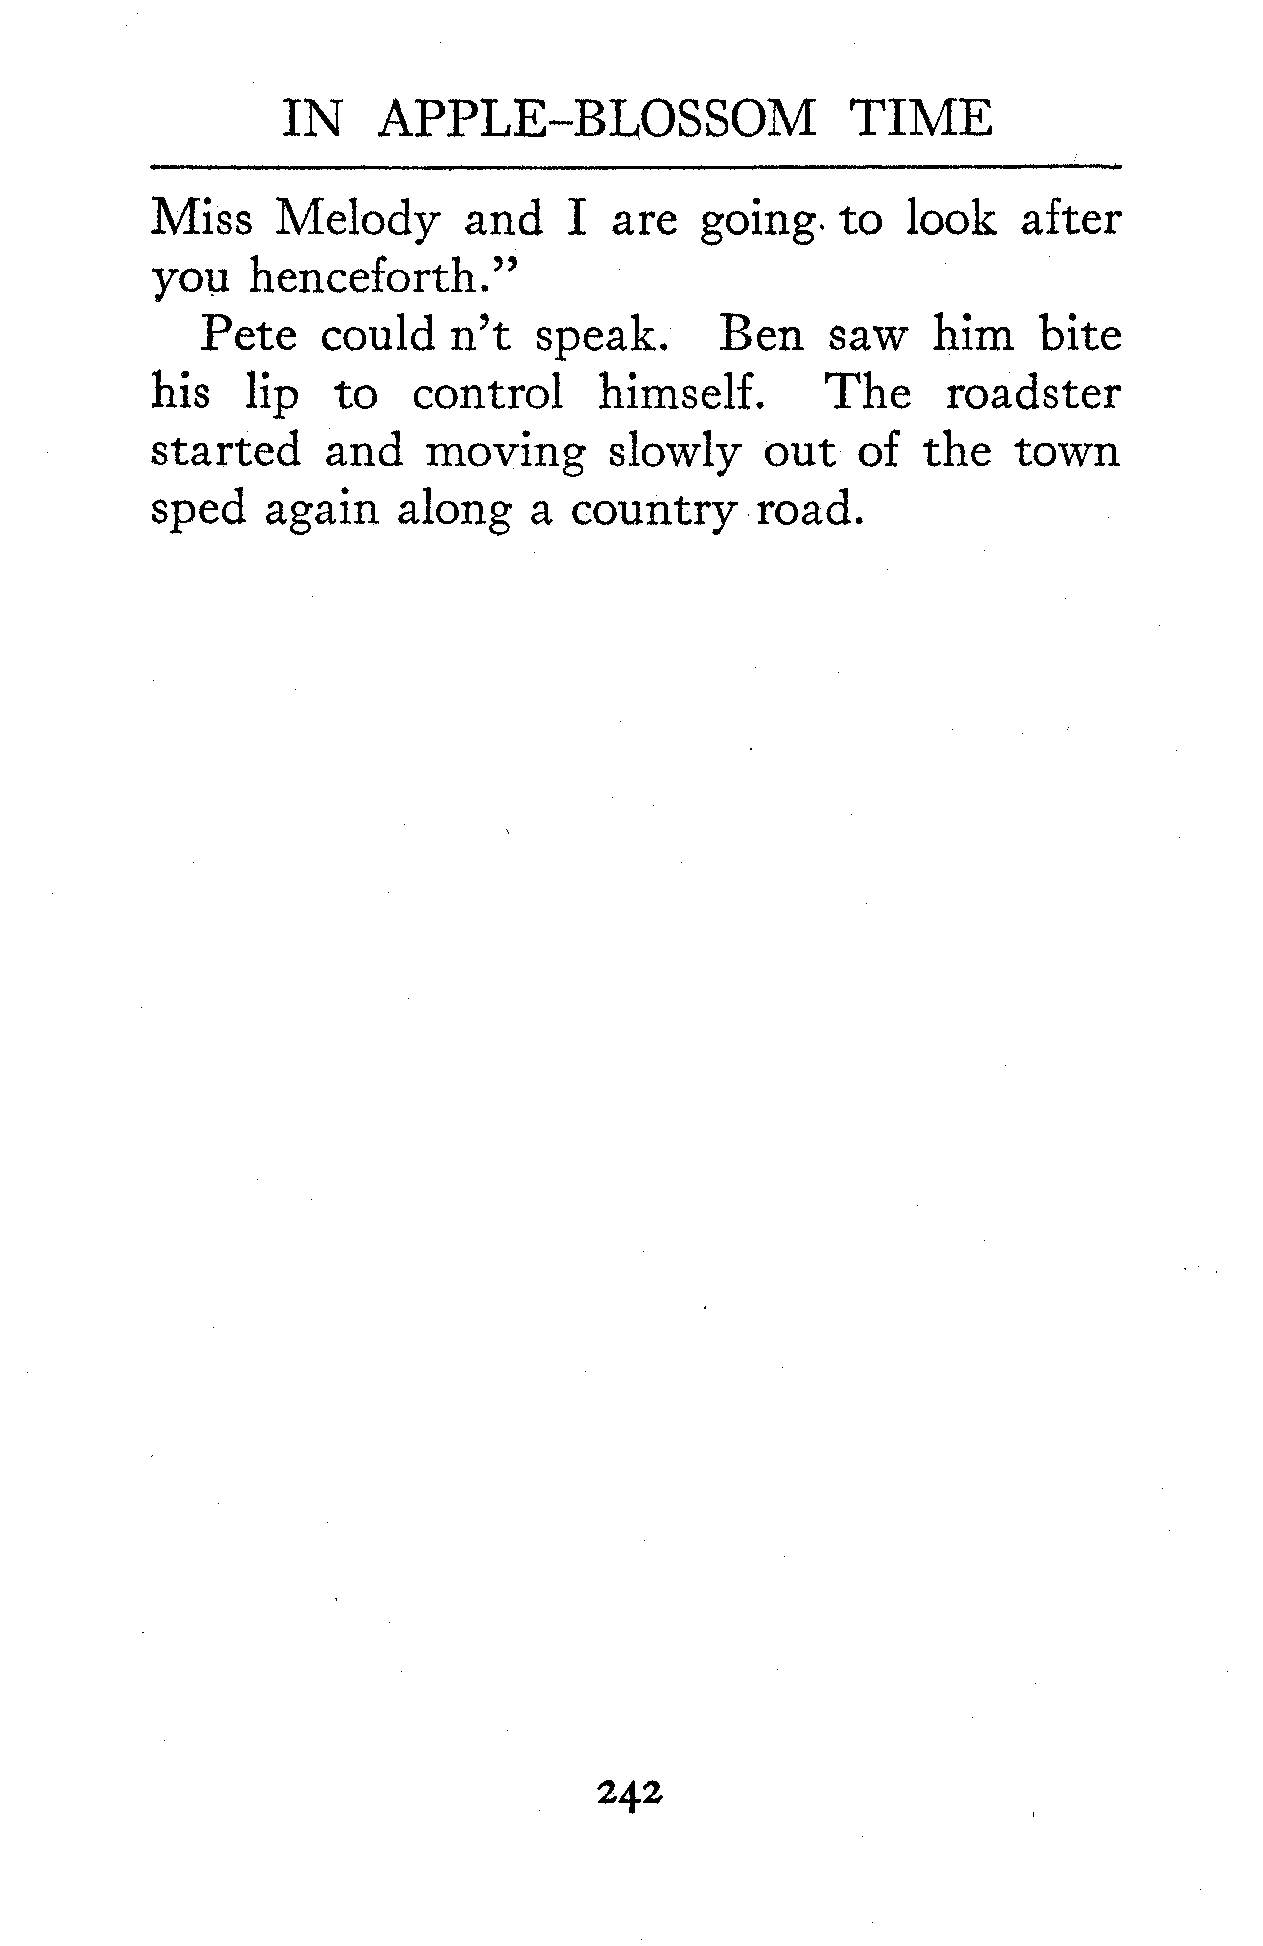 IN APPLE–BLOSSOM TIME
Miss Melody and I are going to look after
you henceforth.”
Pete could n’t speak. Ben saw him bite
his lip to control himself. The roadster
started and moving slowly out of the town
sped again along a country road.
242